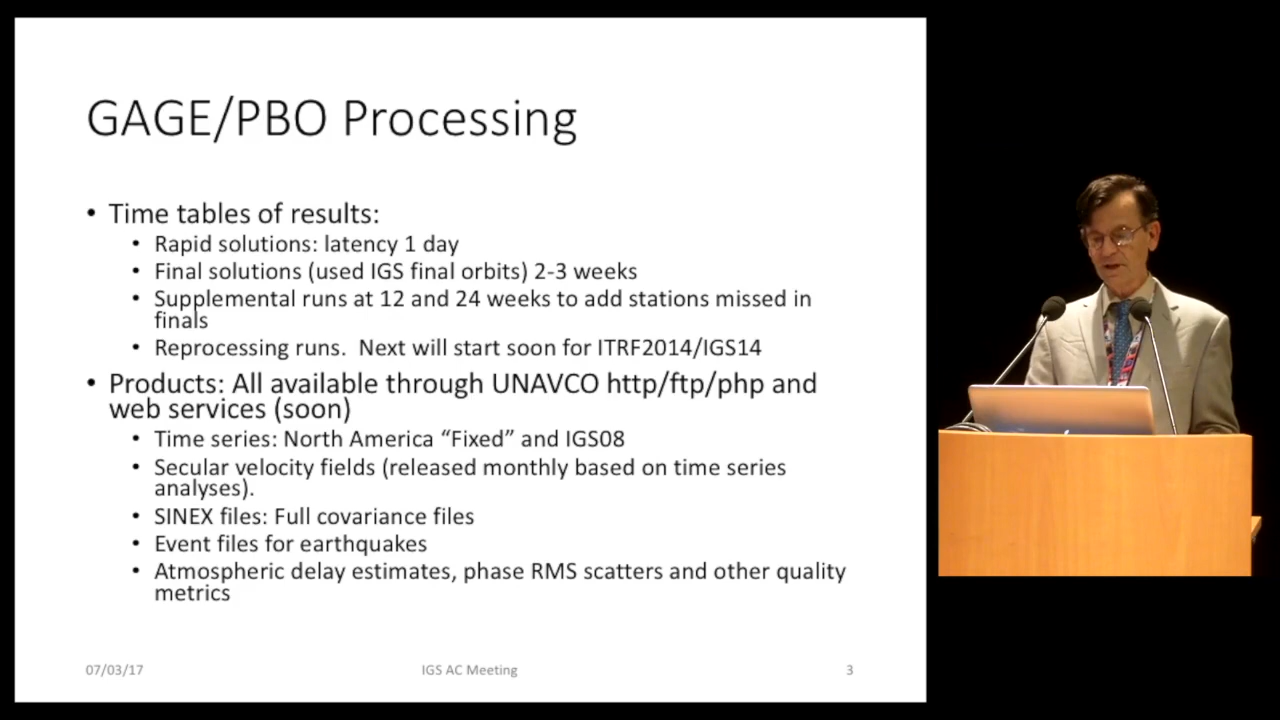 GAGE/PBO Processing
• Time tables of results:
• Rapid solutions: latency 1 day
• Final solutions (used IGS final orbits) 2-3 weeks
• Supplemental runs at 12 and 24 weeks to add stations missed in
finals
• Reprocessing runs.  Next will start soon for ITRF2014/IGS14
• Products: All available through UNAVCO http/ftp/php and
web services (soon)
• Time series: North America “Fixed” and IGS08
• Secular velocity fields (released monthly based on time series
analyses).
• SINEX files: Full covariance files
• Event files for earthquakes
• Atmospheric delay estimates, phase RMS scatters and other quality
metrics
07/03/17
IGS AC Meeting
3